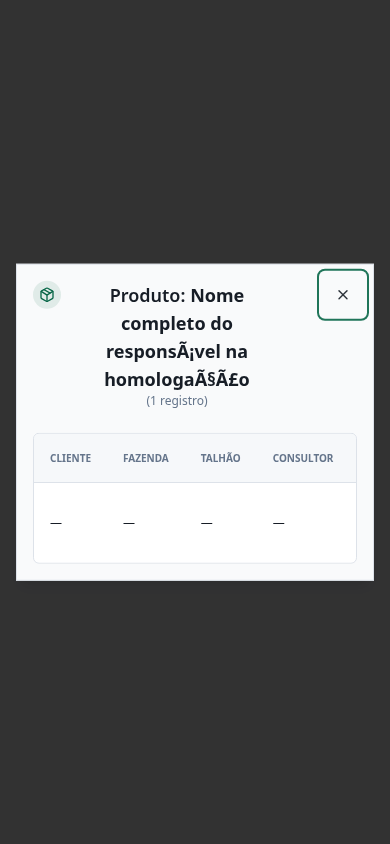 Produto: Nome
completo do
responsÃ¡vel na
homologaÃ§Ã£o
(1 registro)
CLIENTE FAZENDA TALHÃO CONSULTOR
— — — —